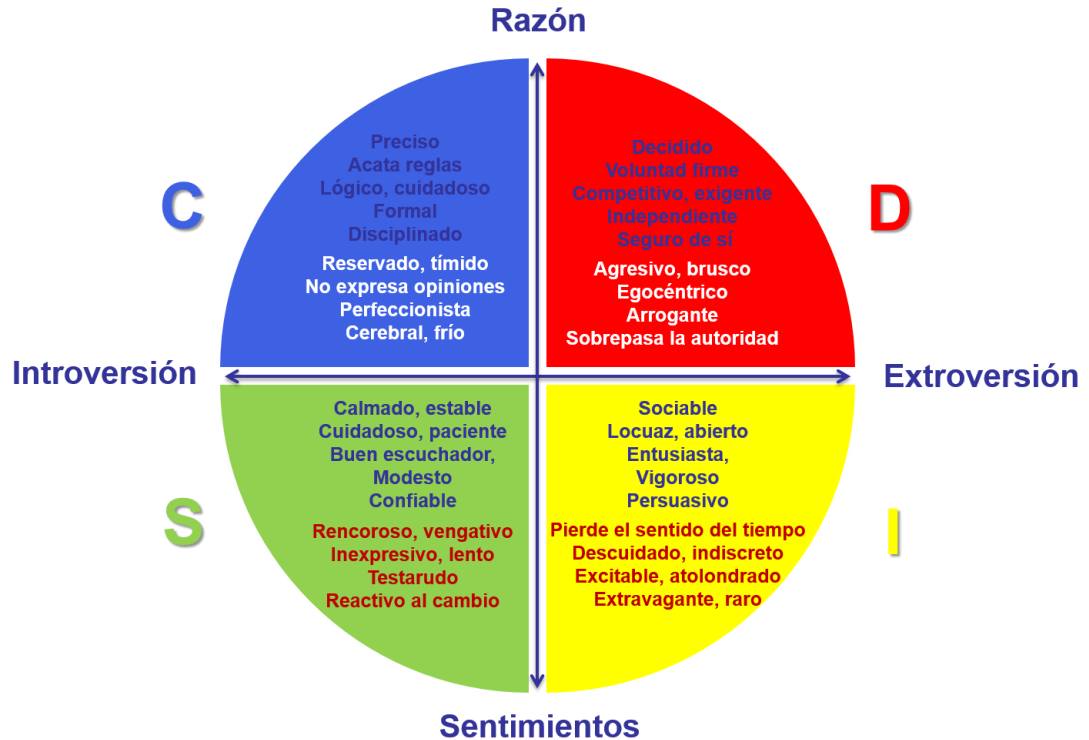 Razón
C
Preciso
Acata reglas
Lógico, cuidadoso
Formal
Disciplinado
Reservado, tímido
No expresa opiniones
Perfeccionista
Cerebral, frío
D
Decidido
Voluntad firme
Competitivo, exigente
Independiente
Seguro de sí
Agresivo, brusco
Egocéntrico
Arrogante
Sobrepasa la autoridad
Introversión
Extroversión
S
Calmado, estable
Cuidadoso, paciente
Buen escuchador,
Modesto
Confiable
Rencoroso, vengativo
Inexpresivo, lento
Testarudo
Reactivo al cambio
I
Sociable
Locuaz, abierto
Entusiasta,
Vigoroso
Persuasivo
Pierde el sentido del tiempo
Descuidado, indiscreto
Excitable, atolondrado
Extravagante, raro
Sentimientos